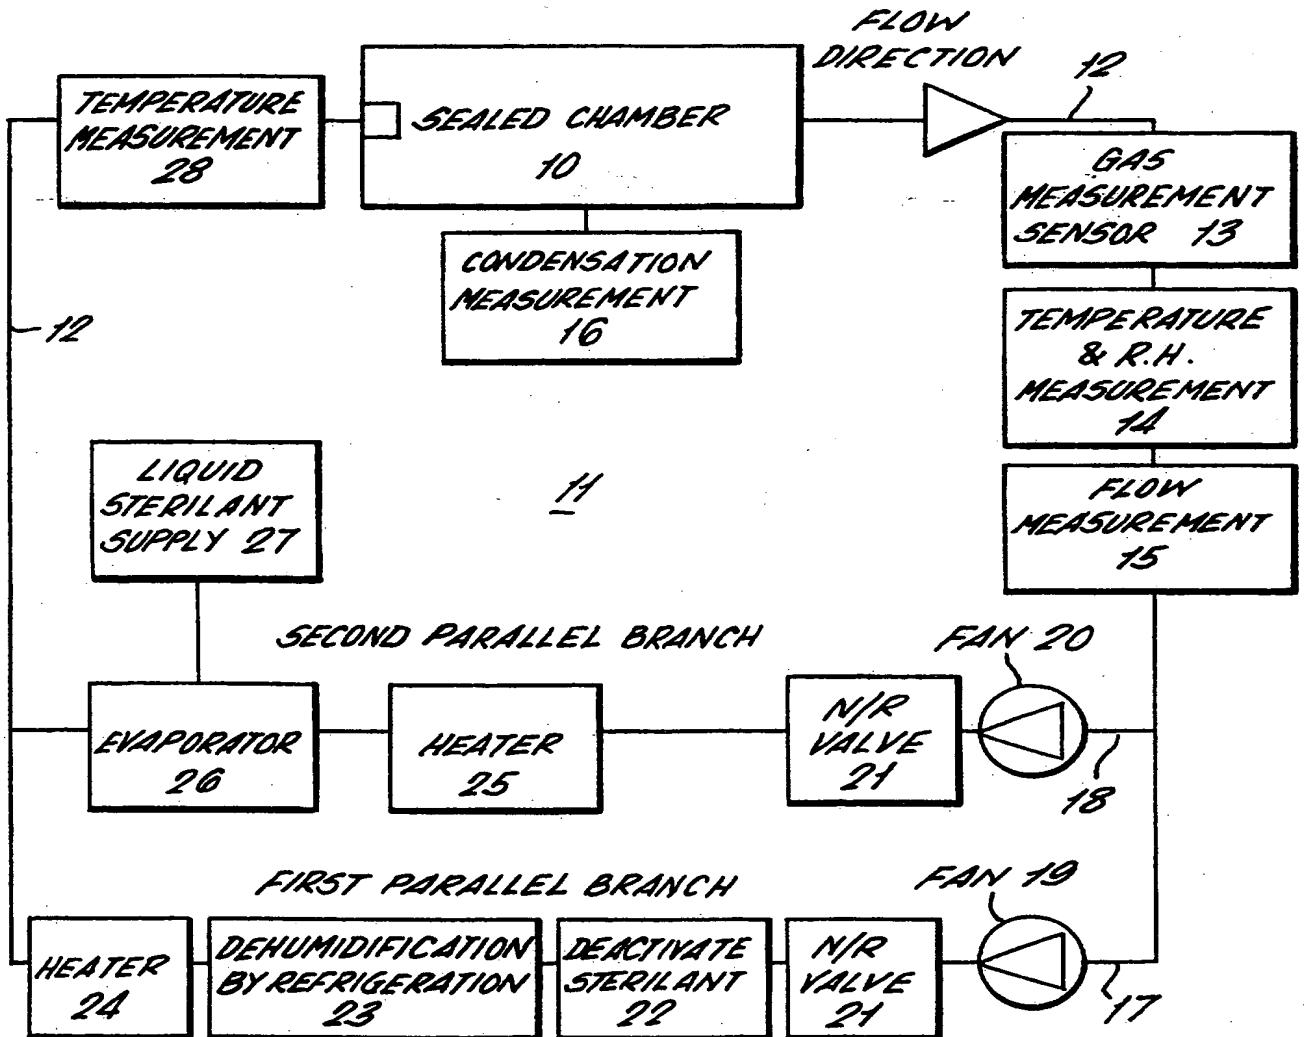 FLOW
DIRECTION
12
TEMPERATURE
MEASUREMENT
28
SEALED CHAMBER
10
GAS
MEASUREMENT
SENSOR 13
CONDENSATION
MEASUREMENT
16
12
TEMPERATURE
& R.H.
MEASUREMENT
14
LIQUID
STERILANT
SUPPLY 27
11
FLOW
MEASUREMENT
15
SECOND PARALLEL BRANCH
FAN 20
EVAPORATOR
26
HEATER
25
N/R
VALVE
21
18
FIRST PARALLEL BRANCH
FAN 19
HEATER
24
DEHUMIDIFICATION
BY REFRIGERATION
23
DEACTIVATE
STERILANT
22
N/R
VALVE
21
17